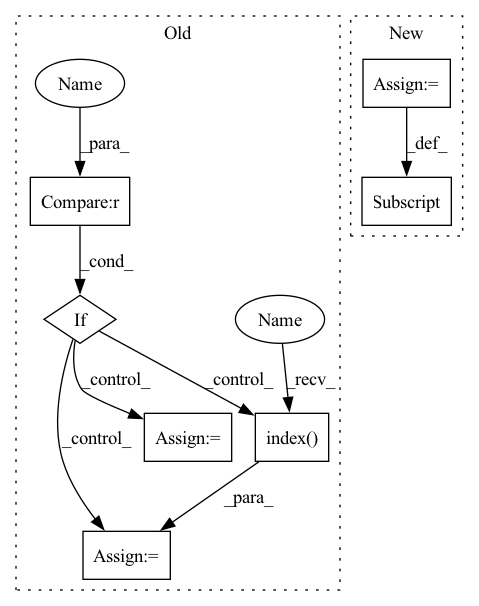 Old
New
Name
Assign:=
_para_
_def_
Compare:r
Subscript
_cond_
If
Name
_control_
_control_
_recv_
_control_
Assign:=
index()
_para_
Assign:=